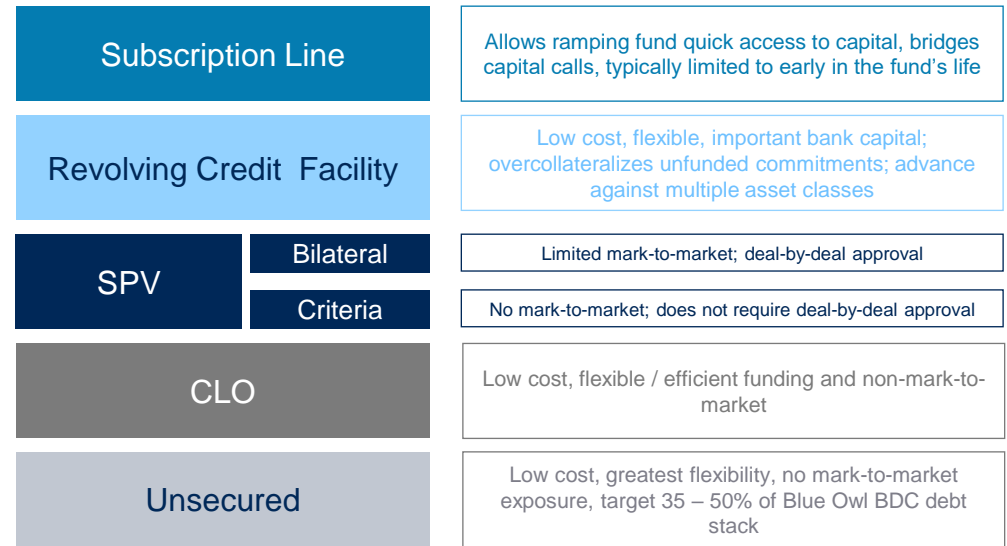 Subscription Line
Allows ramping fund quick access to capital, bridges
capital calls, typically limited to early in the fund's life
Revolving Credit Facility
Low cost, flexible, important bank capital;
overcollateralizes unfunded commitments; advance
against multiple asset classes
SPV
Bilateral
Limited mark-to-market; deal-by-deal approval
Criteria
No mark-to-market; does not require deal-by-deal approval
CLO
Low cost, flexible / efficient funding and non-mark-to-
market
Unsecured
Low cost, greatest flexibility, no mark-to-market
exposure, target 35 – 50% of Blue Owl BDC debt
stack